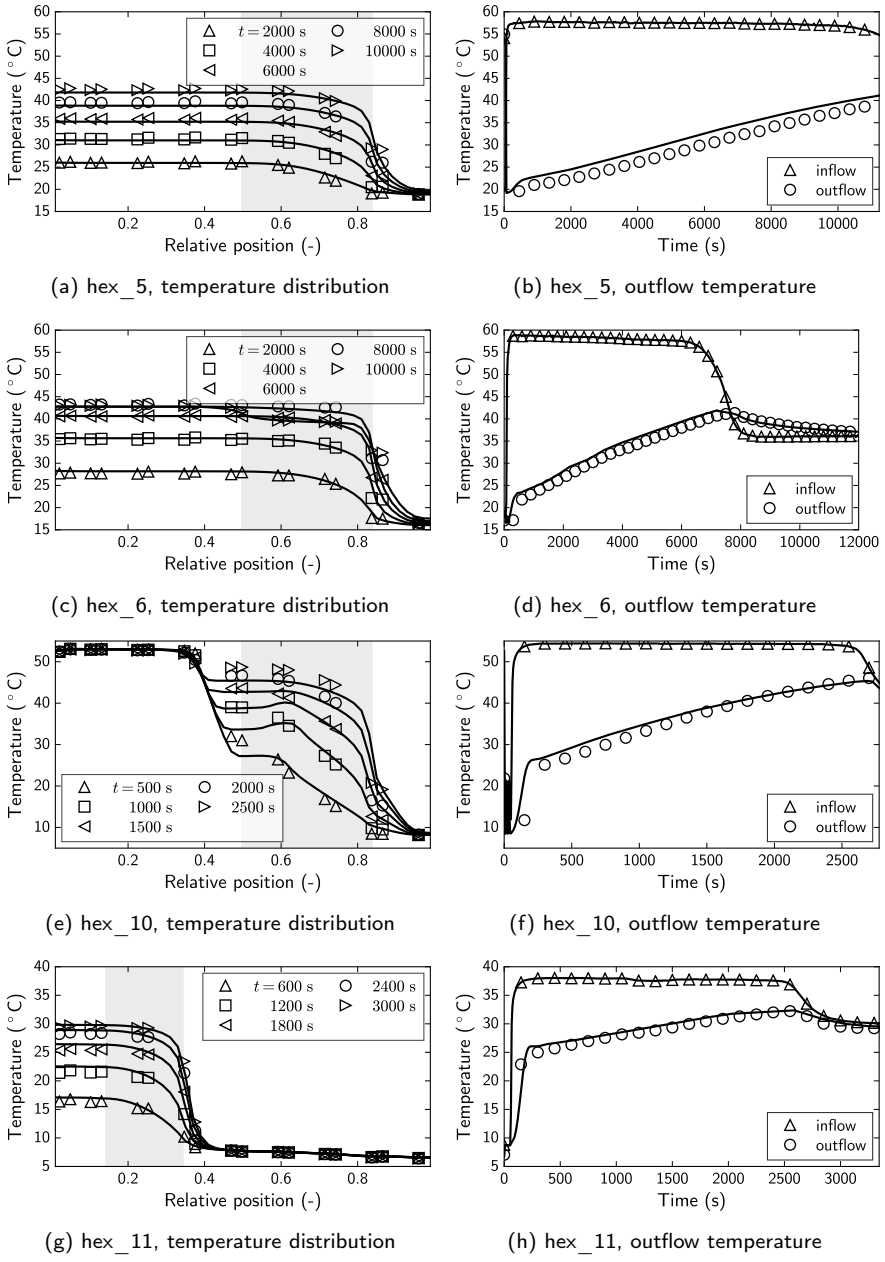 60
55
50
45
40
35
30
25
20
15
Temperature (°C)
t = 2000 s
4000 s
6000 s
8000 s
10000 s
0.2 0.4 0.6 0.8
Relative position (-)
(a) hex_5, temperature distribution
60
55
50
45
40
35
30
25
20
15
Temperature (°C)
inflow
outflow
0 2000 4000 6000 8000 10000
Time (s)
(b) hex_5, outflow temperature
60
55
50
45
40
35
30
25
20
15
Temperature (°C)
t = 2000 s
4000 s
6000 s
8000 s
10000 s
0.2 0.4 0.6 0.8
Relative position (-)
(c) hex_6, temperature distribution
60
55
50
45
40
35
30
25
20
15
Temperature (°C)
inflow
outflow
0 2000 4000 6000 8000 10000 12000
Time (s)
(d) hex_6, outflow temperature
50
40
30
20
10
Temperature (°C)
t = 500 s
1000 s
1500 s
2000 s
2500 s
0.2 0.4 0.6 0.8
Relative position (-)
(e) hex_10, temperature distribution
50
40
30
20
10
Temperature (°C)
inflow
outflow
0 500 1000 1500 2000 2500
Time (s)
(f) hex_10, outflow temperature
40
35
30
25
20
15
10
5
Temperature (°C)
t = 600 s
1200 s
1800 s
2400 s
3000 s
0.2 0.4 0.6 0.8
Relative position (-)
(g) hex_11, temperature distribution
40
35
30
25
20
15
10
5
Temperature (°C)
inflow
outflow
0 500 1000 1500 2000 2500 3000
Time (s)
(h) hex_11, outflow temperature